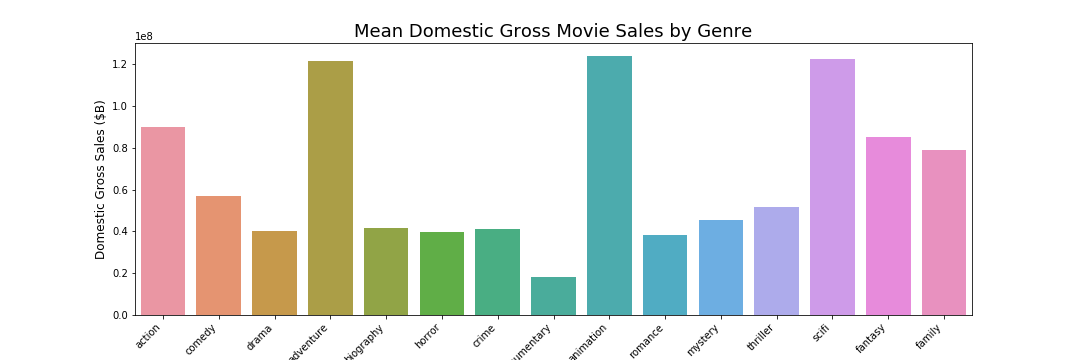 Mean Domestic Gross Movie Sales by Genre
1e8
Domestic Gross Sales ($B)
1.2
1.0
0.8
0.6
0.4
0.2
0.0
action
comedy
drama
adventure
biography
horror
crime
umentary
animation
romance
mystery
thriller
scifi
fantasy
family